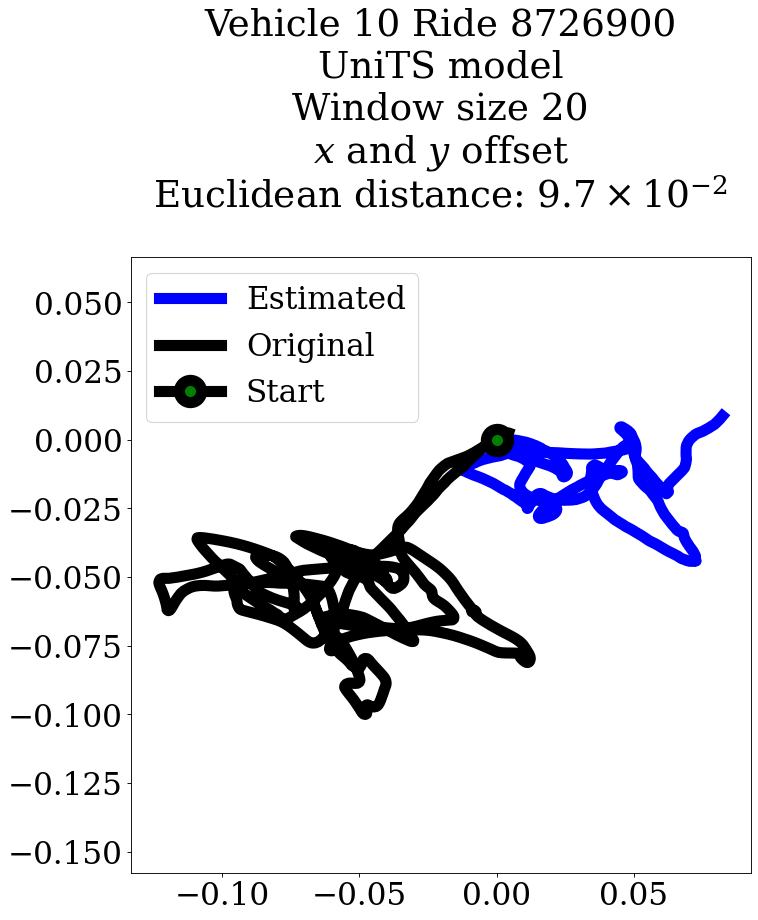 Vehicle 10 Ride 8726900
UniTS model
Window size 20
x and y offset
Euclidean distance: 9.7 × 10⁻²
Estimated
Original
Start
0.050
0.025
0.000
−0.025
−0.050
−0.075
−0.100
−0.125
−0.150
−0.10 −0.05 0.00 0.05